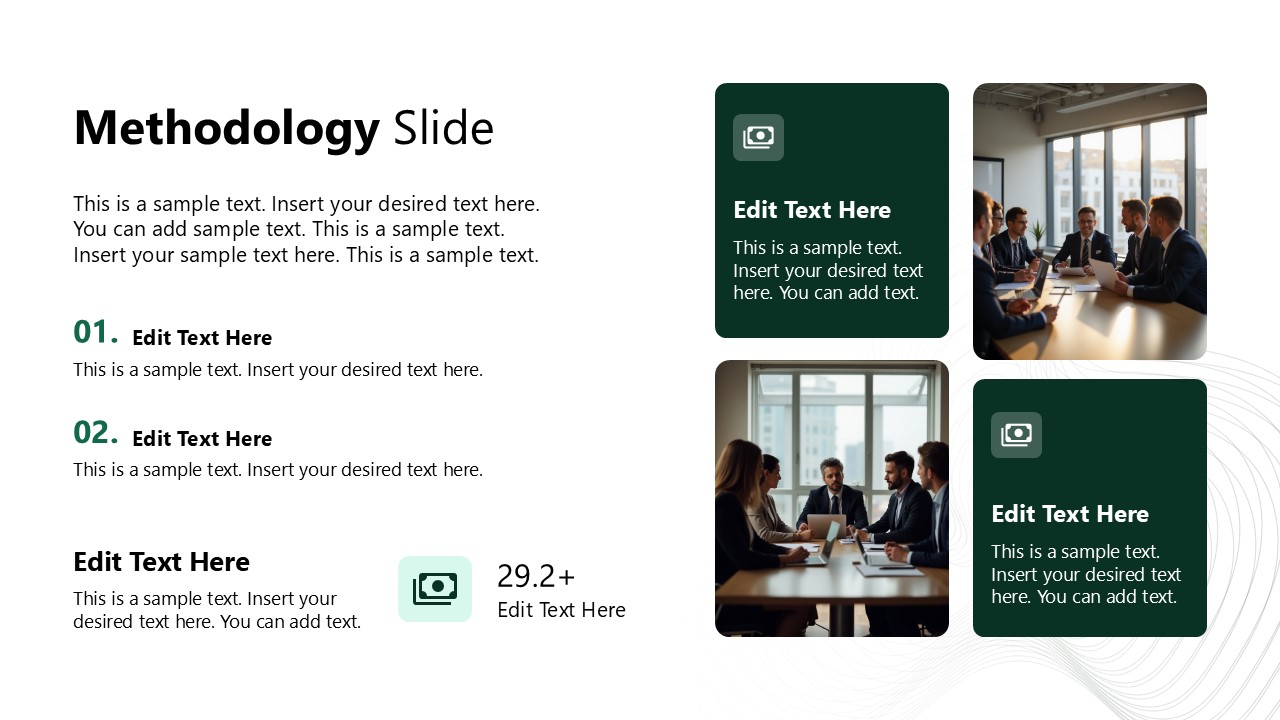 Methodology Slide
This is a sample text. Insert your desired text here.
You can add sample text. This is a sample text.
Insert your sample text here. This is a sample text.
01. Edit Text Here
This is a sample text. Insert your desired text here.
02. Edit Text Here
This is a sample text. Insert your desired text here.
Edit Text Here
This is a sample text. Insert your
desired text here. You can add text.
29.2+
Edit Text Here
Edit Text Here
This is a sample text.
Insert your desired text
here. You can add text.
Edit Text Here
This is a sample text.
Insert your desired text
here. You can add text.